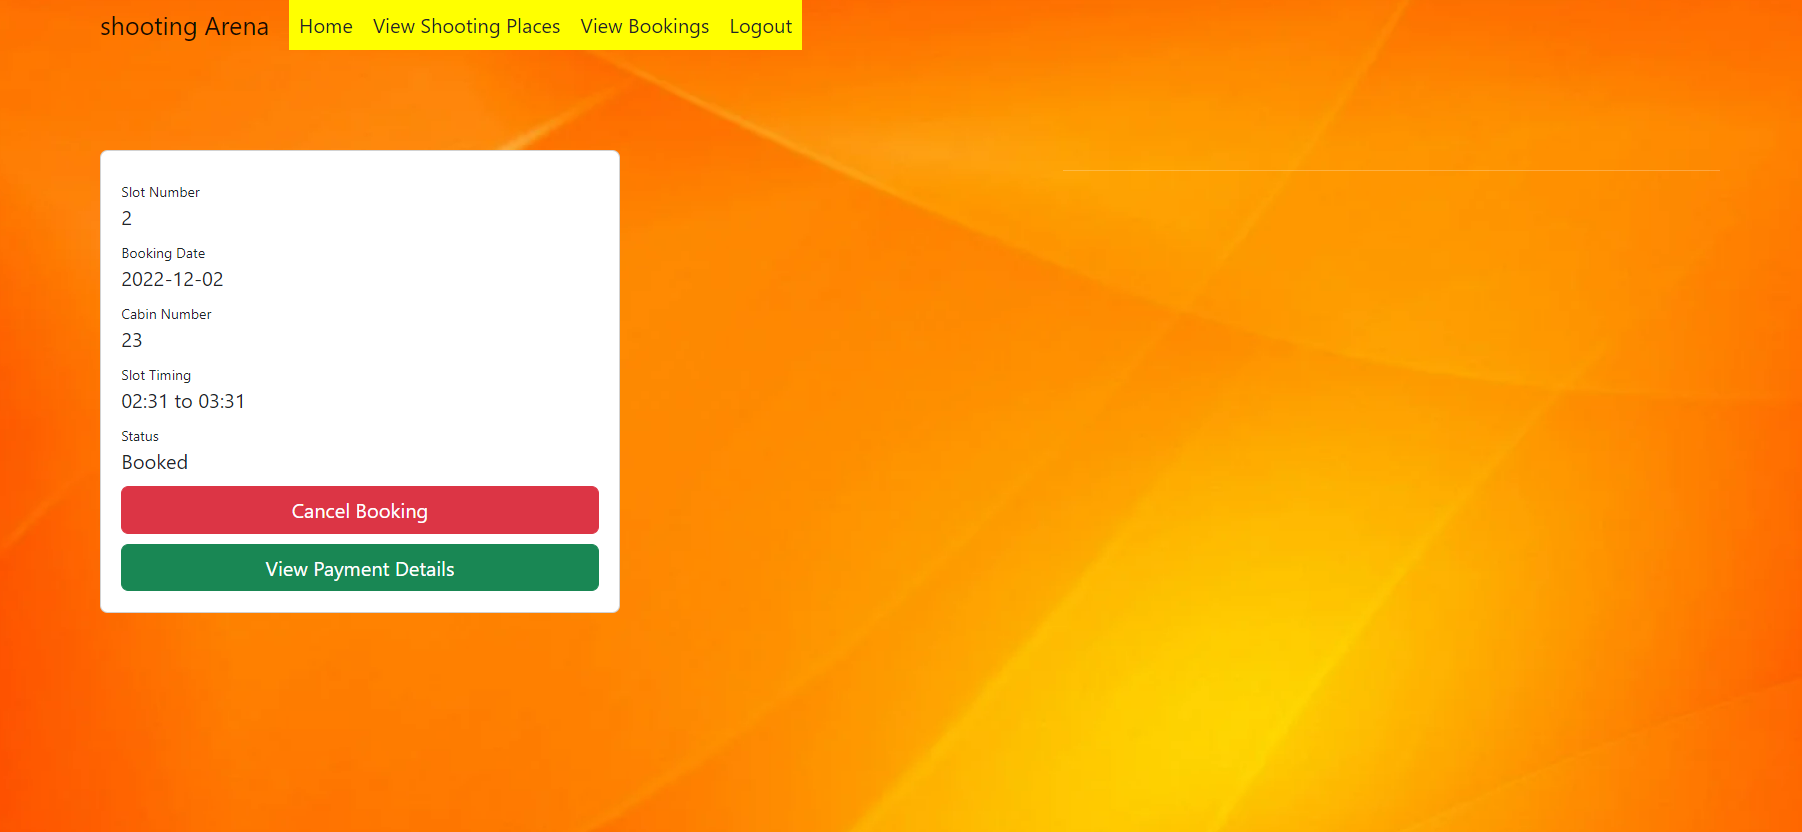 shooting Arena Home View Shooting Places View Bookings Logout
Slot Number
2
Booking Date
2022-12-02
Cabin Number
23
Slot Timing
02:31 to 03:31
Status
Booked
Cancel Booking
View Payment Details